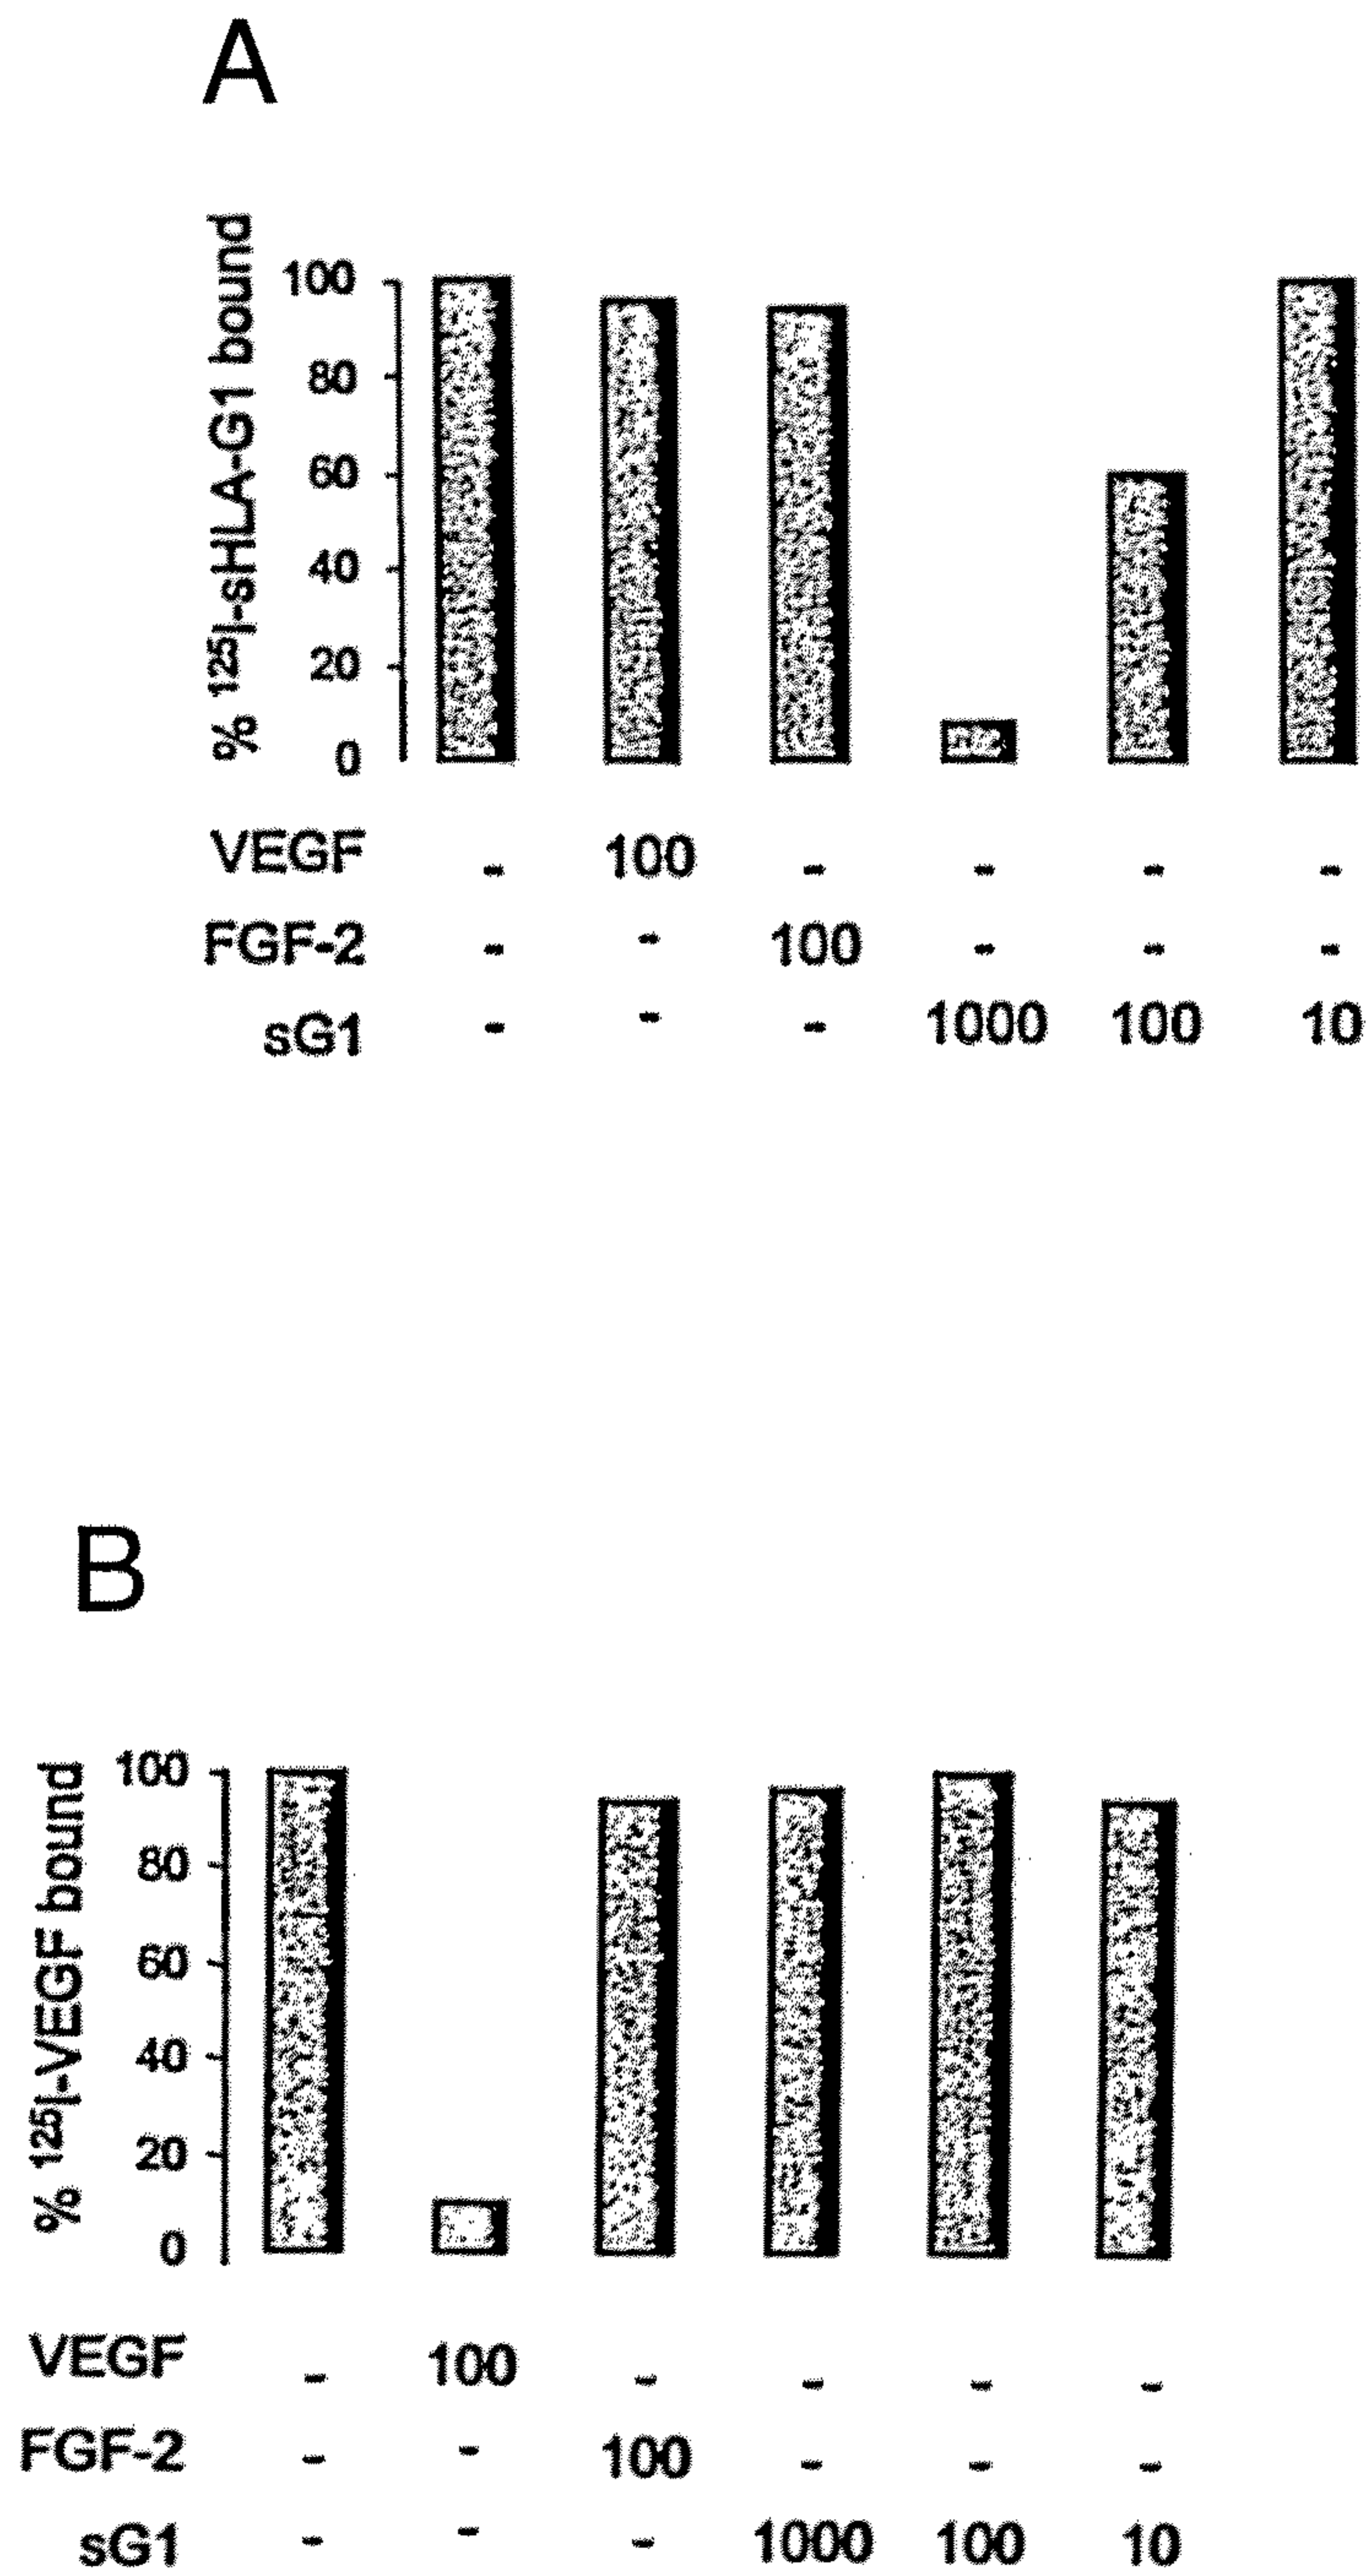 A
% ¹²⁵I-sHLA-G1 bound
100
80
60
40
20
0
VEGF - 100 - - - -
FGF-2 - - 100 - - -
sG1 - - - 1000 100 10
B
% ¹²⁵I-VEGF bound
100
80
60
40
20
0
VEGF - 100 - - - -
FGF-2 - - 100 - - -
sG1 - - - 1000 100 10